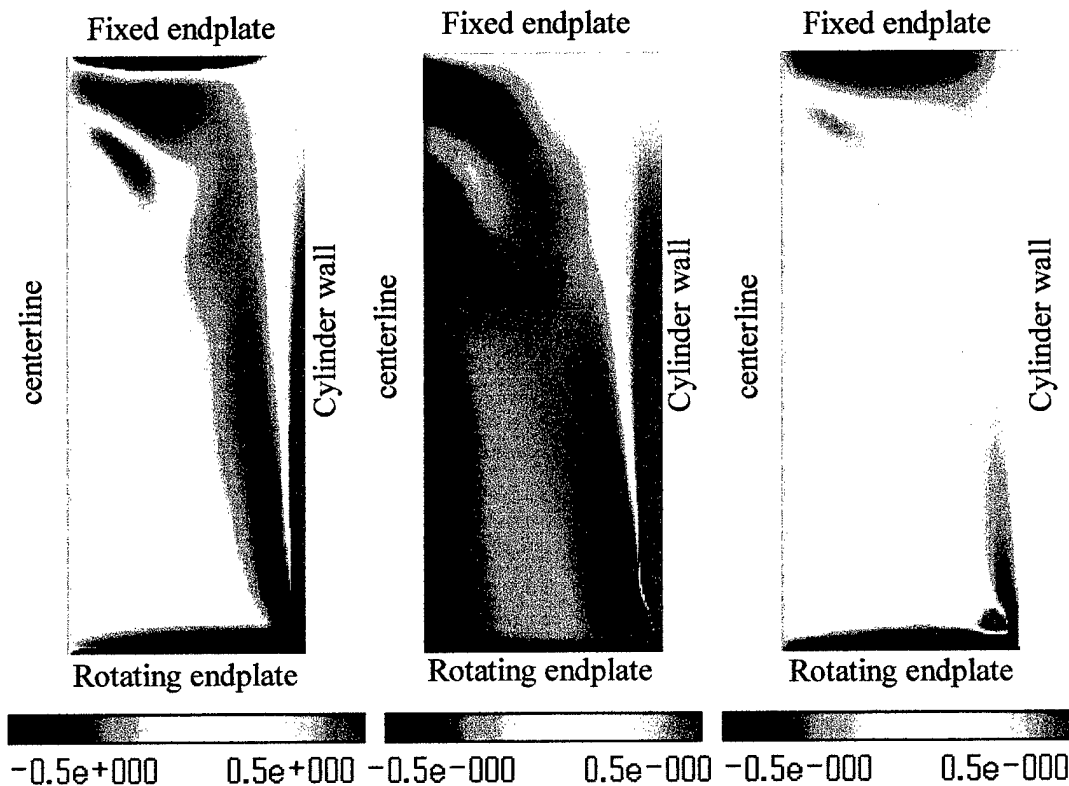 Fixed endplate
centerline
Cylinder wall
Rotating endplate
-0.5e+000 0.5e+000
Fixed endplate
centerline
Cylinder wall
Rotating endplate
-0.5e-000 0.5e-000
Fixed endplate
centerline
Cylinder wall
Rotating endplate
-0.5e-000 0.5e-000